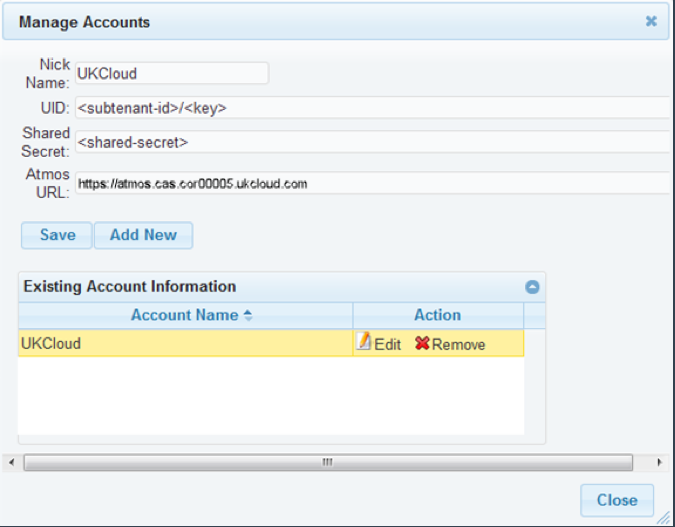 Manage Accounts
Nick Name: UKCloud
UID: <subtenant-id>/<key>
Shared Secret: <shared-secret>
Atmos URL: https://atmos.cas.cor00005.ukcloud.com
Save Add New
Existing Account Information
Account Name Action
UKCloud Edit Remove
Close